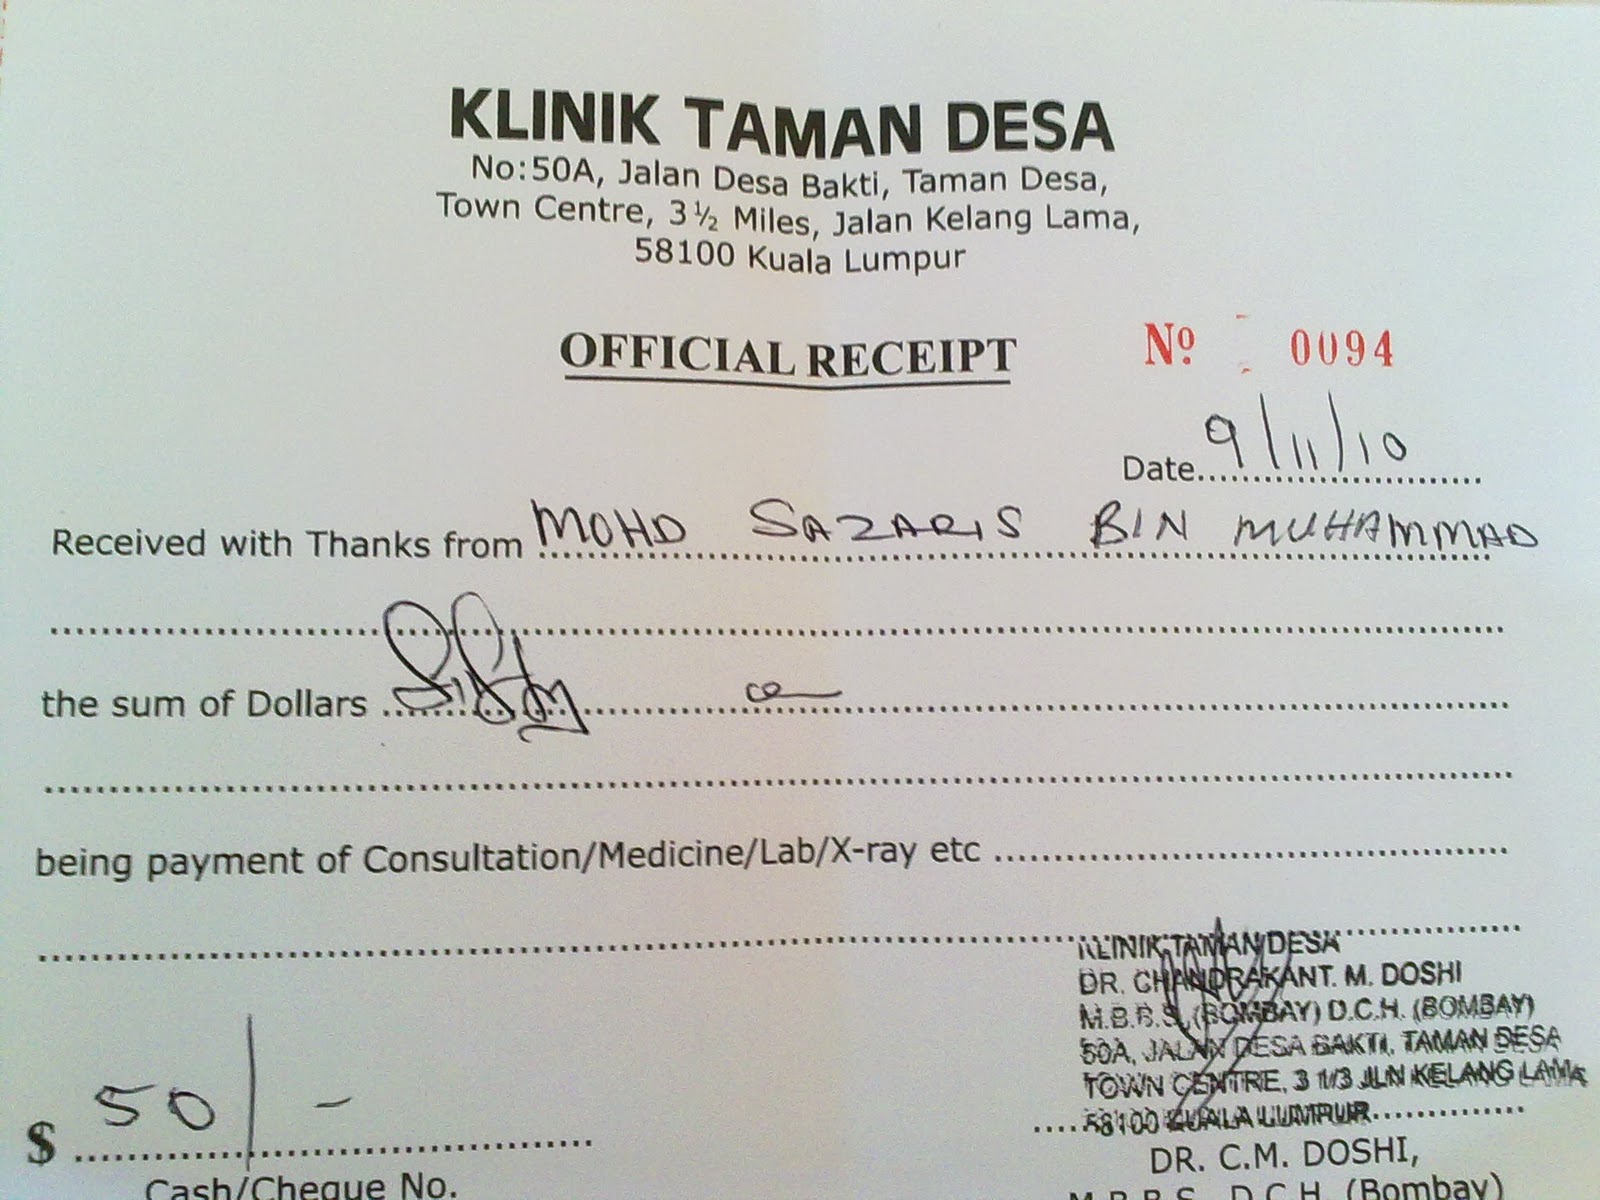 KLINIK TAMAN DESA
No:50A, Jalan Desa Bakti, Taman Desa,
Town Centre, 3½ Miles, Jalan Kelang Lama,
58100 Kuala Lumpur
OFFICIAL RECEIPT
Nº 0094
Date 9/11/10
Received with Thanks from MOHD SAZARIS BIN MUHAMMAD
the sum of Dollars Fifty
being payment of Consultation/Medicine/Lab/X-ray etc
KLINIK TAMAN DESA
DR. CHANDRAKANT. M. DOSHI
M.B.B.S. (BOMBAY) D.C.H. (BOMBAY)
50A, JALAN DESA BAKTI, TAMAN DESA
TOWN CENTRE, 3 1/3 JLN KELANG LAMA
58100 KUALA LUMPUR
$ 50/-
Cash/Cheque No.
DR. C.M. DOSHI,
M.B.B.S., D.C.H. (Bombay)